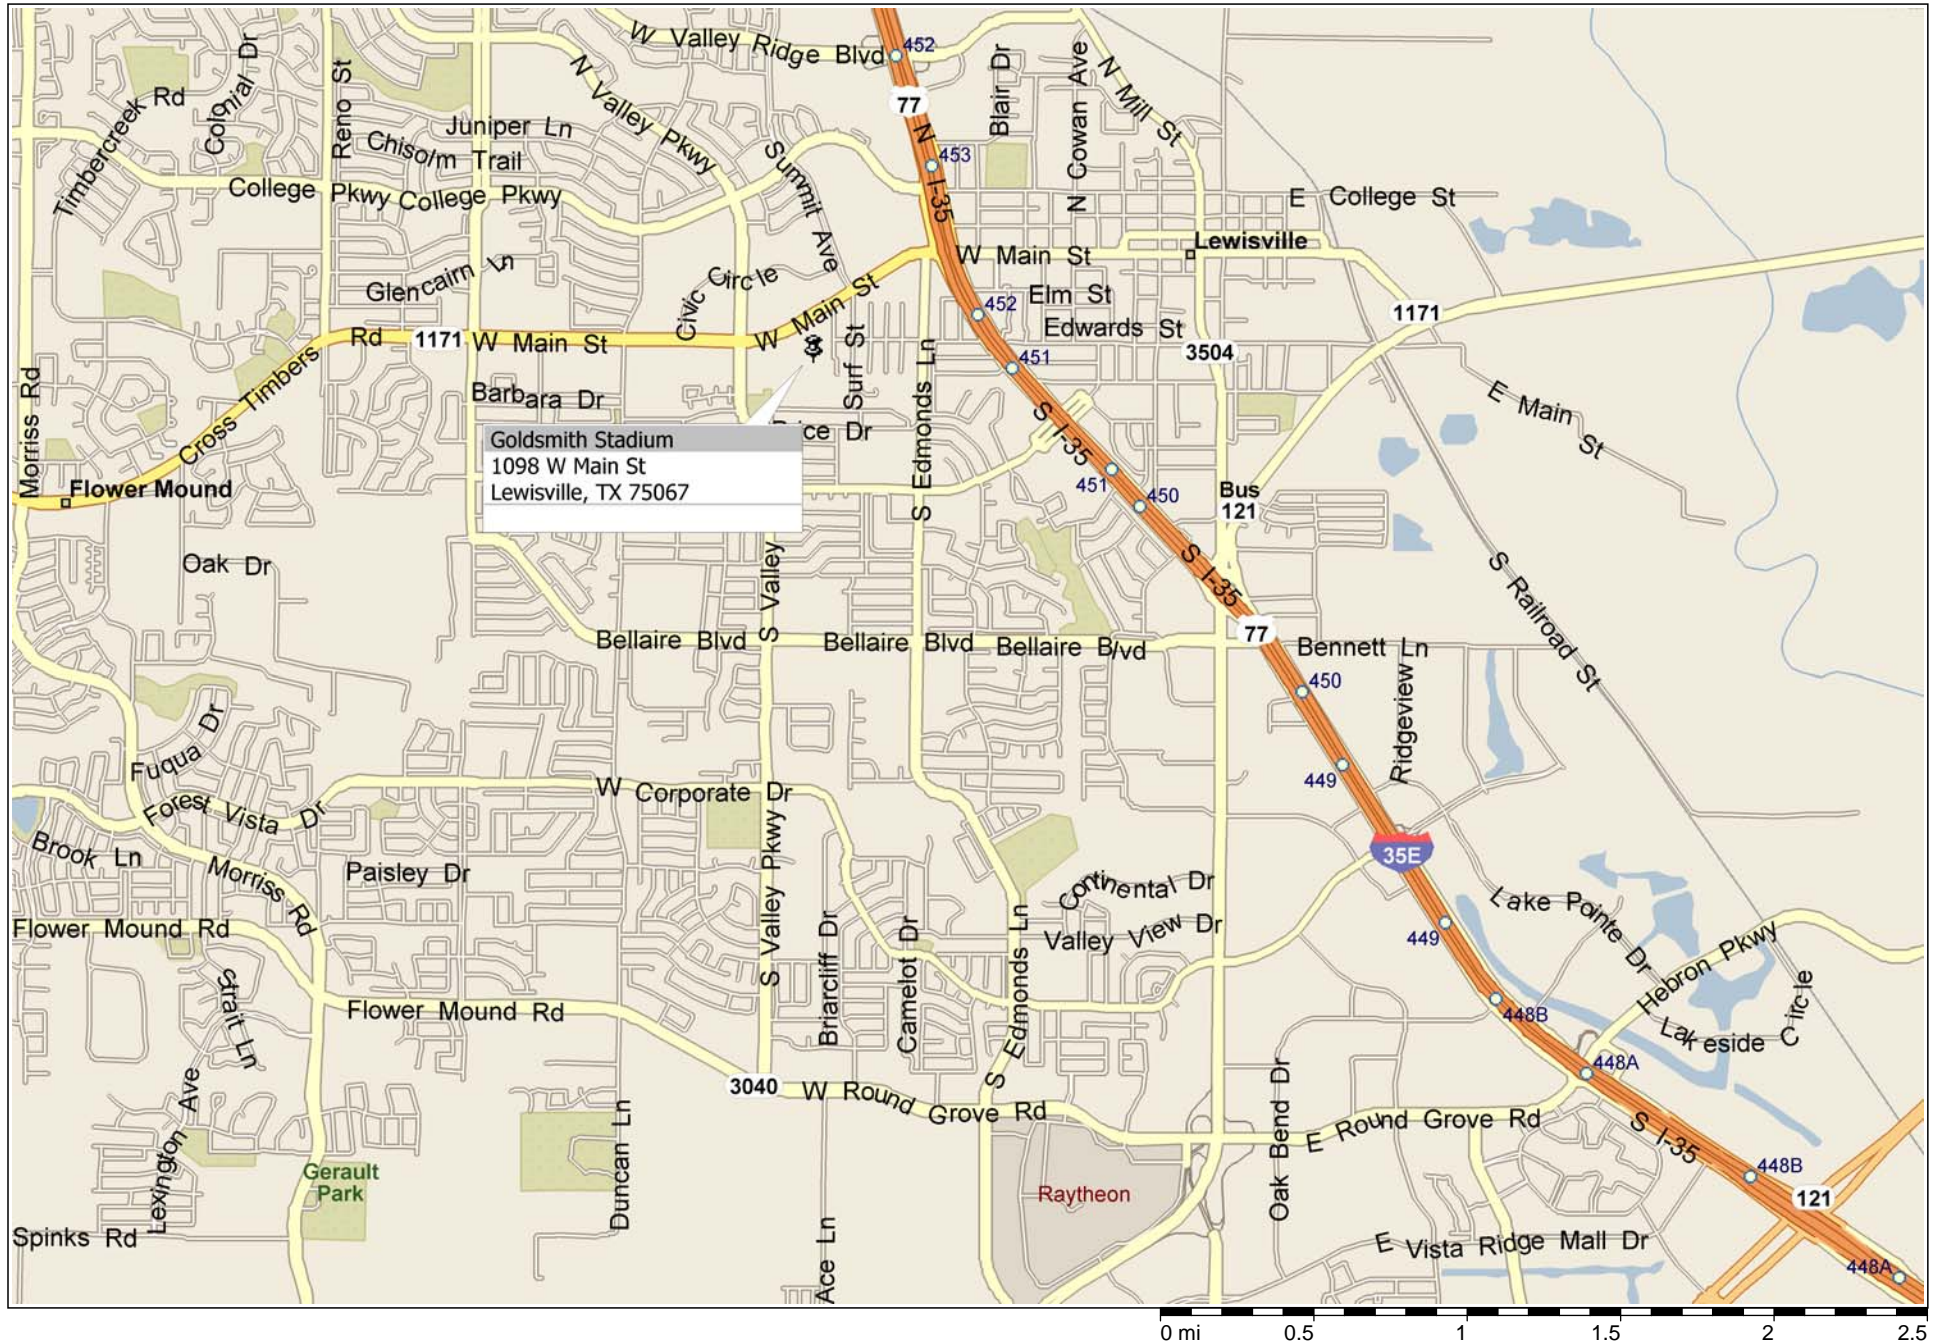 W Valley Ridge Blvd
452
Blair Dr
N Cowan Ave
N Mill St
77
N I-35
453
Timbercreek Rd
Colonial Dr
Reno St
Juniper Ln
Chisolm Trail
N Valley Pkwy
Summit Ave
College Pkwy
College Pkwy
E College St
Lewisville
W Main St
Glencairn Ln
Civic Circle
W Main St
Elm St
452
Edwards St
1171
Cross Timbers Rd
1171
W Main St
3504
451
Surf St
S Edmonds Ln
Morriss Rd
Barbara Dr
ice Dr
E Main St
S I-35
Goldsmith Stadium
1098 W Main St
Lewisville, TX 75067
Flower Mound
451
450
Bus
121
Oak Dr
S Valley
S I-35
S Railroad St
Bellaire Blvd
Bellaire Blvd
Bellaire Blvd
77
Bennett Ln
450
Ridgeview Ln
Fuqua Dr
449
W Corporate Dr
Forest Vista Dr
Brook Ln
Morriss Rd
Paisley Dr
S Valley Pkwy
35E
Continental Dr
Valley View Dr
Lake Pointe Dr
Flower Mound Rd
Briarcliff Dr
Camelot Dr
S Edmonds Ln
449
Hebron Pkwy
Strait Ln
Flower Mound Rd
448B
Lakeside Circle
448A
3040
W Round Grove Rd
Oak Bend Dr
E Round Grove Rd
S I-35
Lexington Ave
Gerault
Park
Duncan Ln
Raytheon
448B
121
Spinks Rd
Ace Ln
E Vista Ridge Mall Dr
448A
0 mi 0.5 1 1.5 2 2.5